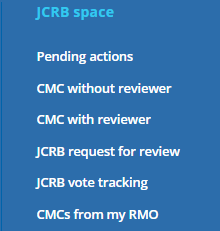 JCRB space
Pending actions
CMC without reviewer
CMC with reviewer
JCRB request for review
JCRB vote tracking
CMCs from my RMO